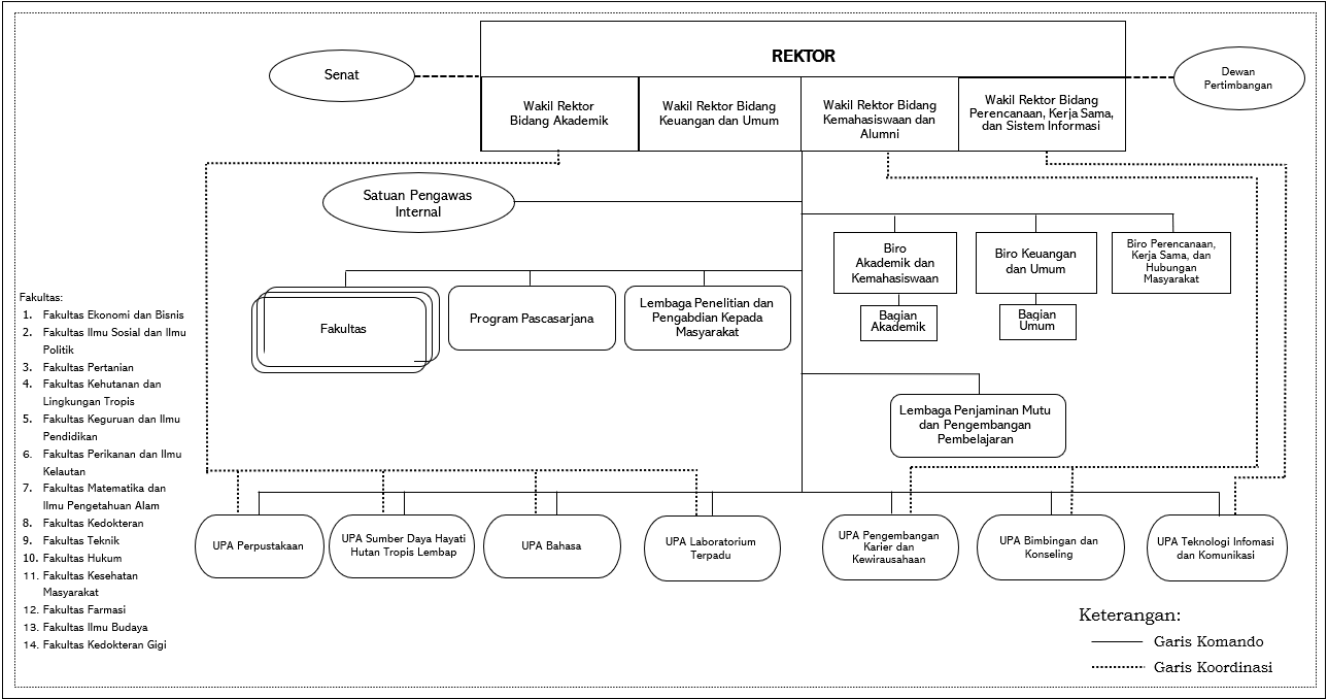 REKTOR
Senat
Dewan
Pertimbangan
Wakil Rektor
Bidang Akademik
Wakil Rektor Bidang
Keuangan dan Umum
Wakil Rektor Bidang
Kemahasiswaan dan
Alumni
Wakil Rektor Bidang
Perencanaan, Kerja Sama,
dan Sistem Informasi
Satuan Pengawas
Internal
Biro
Akademik dan
Kemahasiswaan
Biro Keuangan
dan Umum
Biro Perencanaan,
Kerja Sama, dan
Hubungan
Masyarakat
Bagian
Akademik
Bagian
Umum
Fakultas
Program Pascasarjana
Lembaga Penelitian dan
Pengabdian Kepada
Masyarakat
Fakultas:
1. Fakultas Ekonomi dan Bisnis
2. Fakultas Ilmu Sosial dan Ilmu
Politik
3. Fakultas Pertanian
4. Fakultas Kehutanan dan
Lingkungan Tropis
5. Fakultas Keguruan dan Ilmu
Pendidikan
6. Fakultas Perikanan dan Ilmu
Kelautan
7. Fakultas Matematika dan
Ilmu Pengetahuan Alam
8. Fakultas Kedokteran
9. Fakultas Teknik
10. Fakultas Hukum
11. Fakultas Kesehatan
Masyarakat
12. Fakultas Farmasi
13. Fakultas Ilmu Budaya
14. Fakultas Kedokteran Gigi
Lembaga Penjaminan Mutu
dan Pengembangan
Pembelajaran
UPA Perpustakaan
UPA Sumber Daya Hayati
Hutan Tropis Lembap
UPA Bahasa
UPA Laboratorium
Terpadu
UPA Pengembangan
Karier dan
Kewirausahaan
UPA Bimbingan dan
Konseling
UPA Teknologi Infomasi
dan Komunikasi
Keterangan:
Garis Komando
Garis Koordinasi